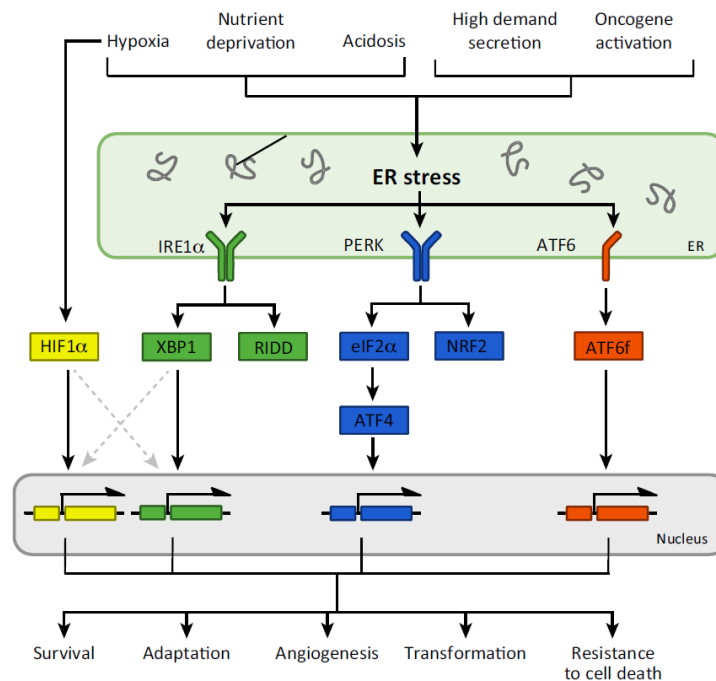 Hypoxia
Nutrient
deprivation
Acidosis
High demand
secretion
Oncogene
activation
ER stress
IRE1α
PERK
ATF6
ER
HIF1α
XBP1
RIDD
eIF2α
NRF2
ATF6f
ATF4
Nucleus
Survival
Adaptation
Angiogenesis
Transformation
Resistance
to cell death